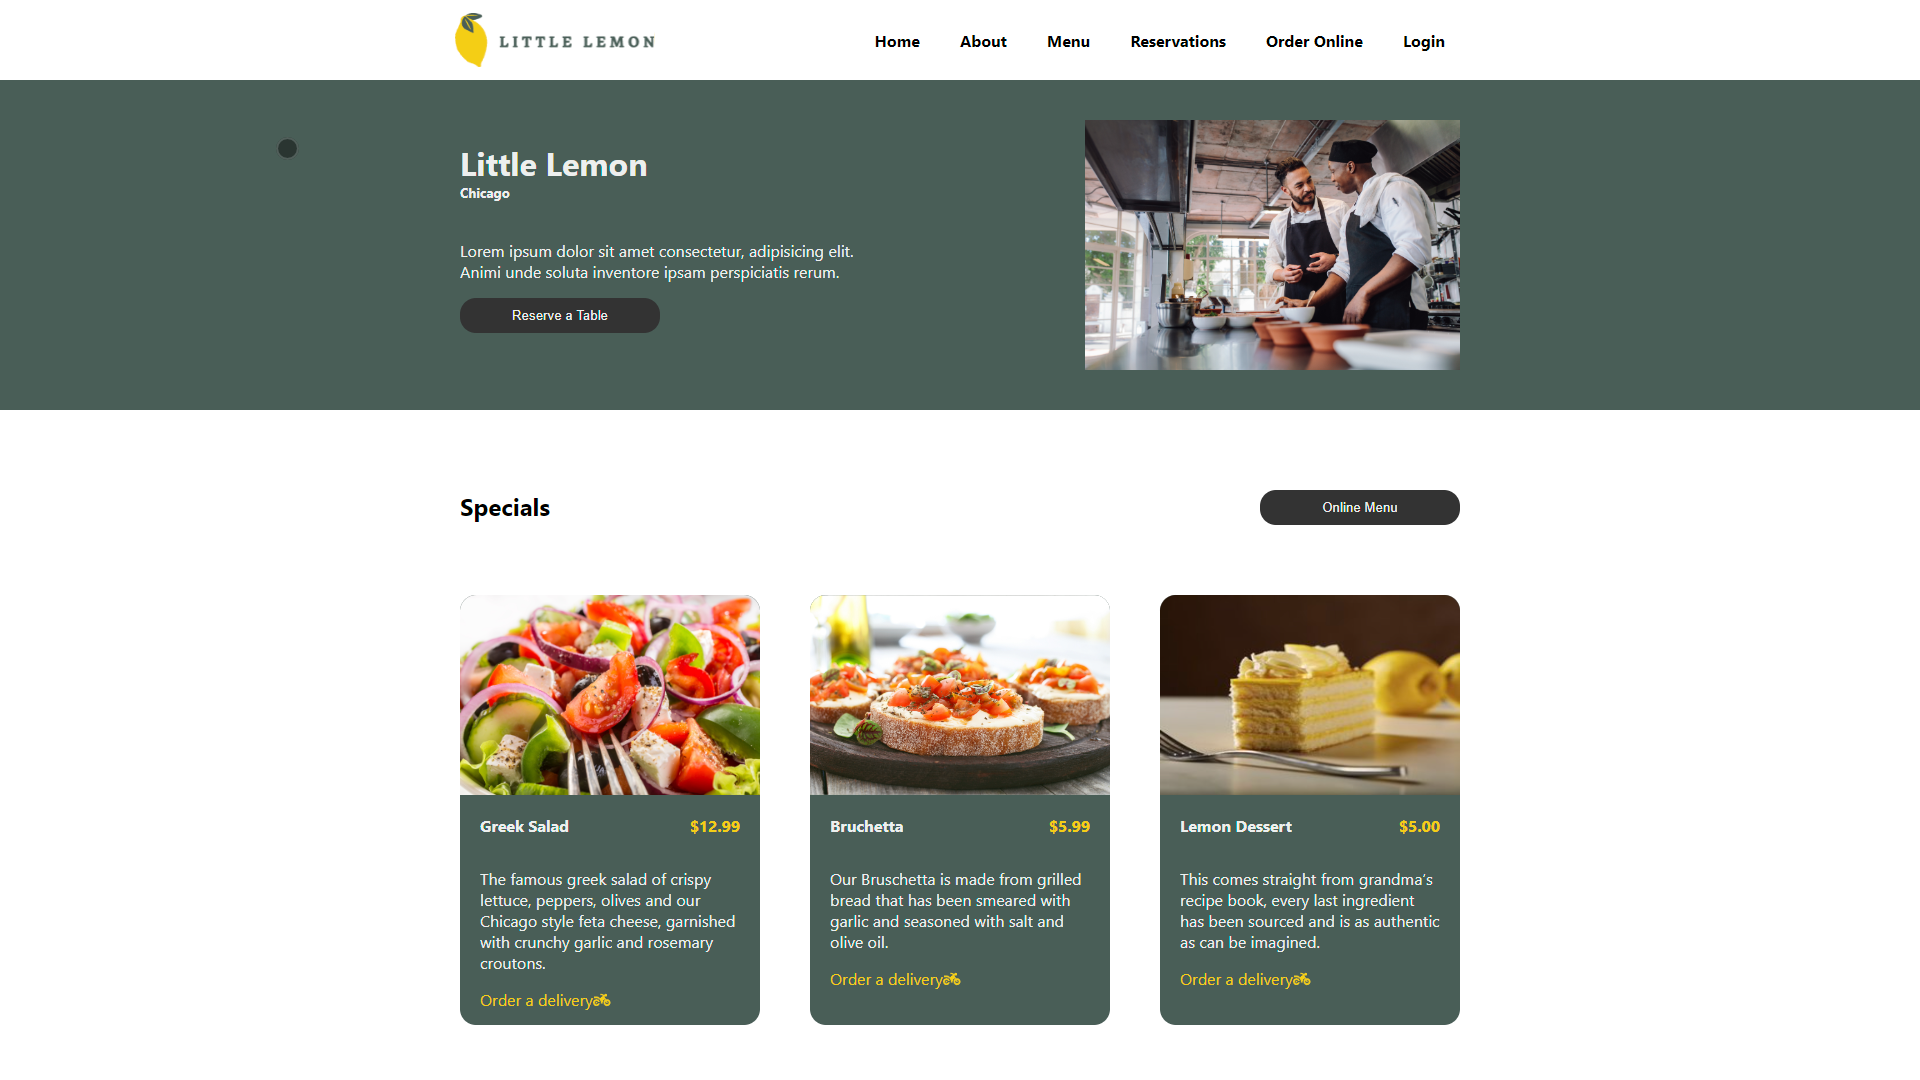 LITTLE LEMON
Home About Menu Reservations Order Online Login
Little Lemon
Chicago
Lorem ipsum dolor sit amet consectetur, adipisicing elit.
Animi unde soluta inventore ipsam perspiciatis rerum.
Reserve a Table
Specials
Online Menu
Greek Salad $12.99
The famous greek salad of crispy
lettuce, peppers, olives and our
Chicago style feta cheese, garnished
with crunchy garlic and rosemary
croutons.
Order a delivery
Bruchetta $5.99
Our Bruschetta is made from grilled
bread that has been smeared with
garlic and seasoned with salt and
olive oil.
Order a delivery
Lemon Dessert $5.00
This comes straight from grandma's
recipe book, every last ingredient
has been sourced and is as authentic
as can be imagined.
Order a delivery